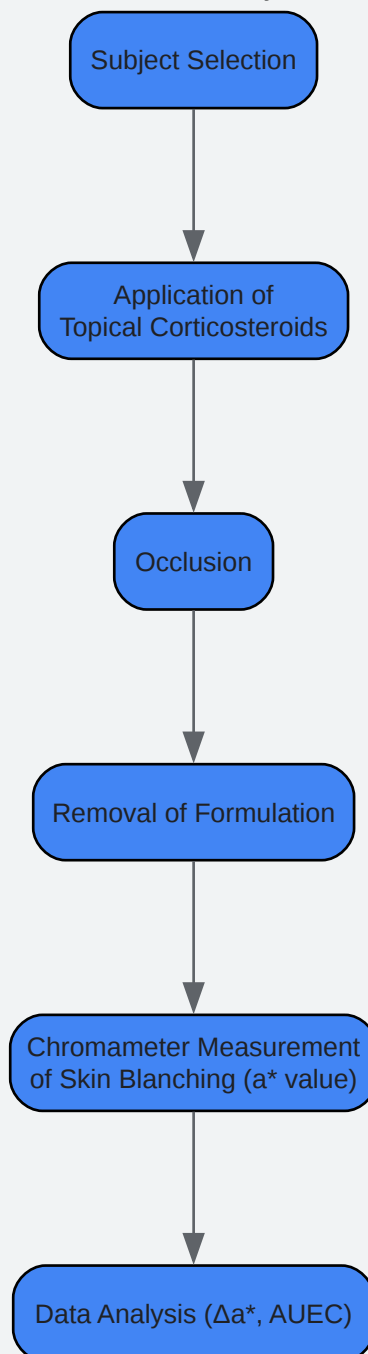 Subject Selection
Application of
Topical Corticosteroids
Occlusion
Removal of Formulation
Chromameter Measurement
of Skin Blanching (a* value)
Data Analysis (Δa*, AUEC)